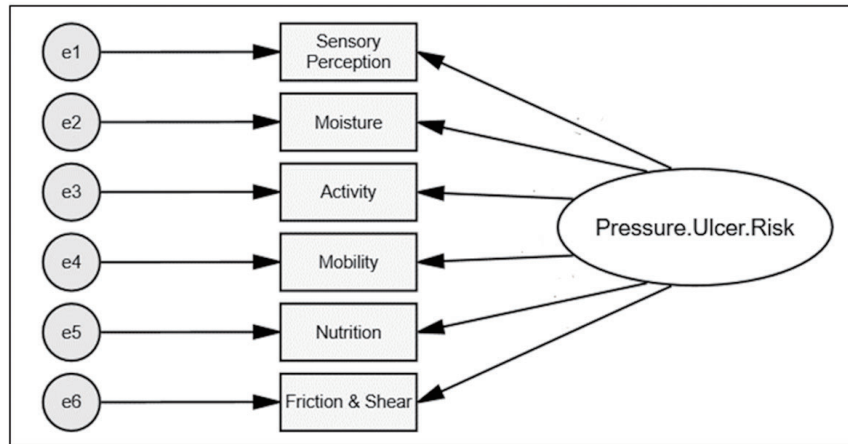 e1
Sensory
Perception
e2
Moisture
e3
Activity
Pressure.Ulcer.Risk
e4
Mobility
e5
Nutrition
e6
Friction & Shear